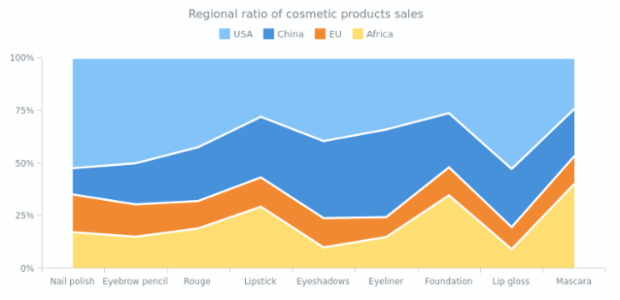 Regional ratio of cosmetic products sales
USA China EU Africa
100%
75%
50%
25%
0%
Nail polish Eyebrow pencil Rouge Lipstick Eyeshadows Eyeliner Foundation Lip gloss Mascara